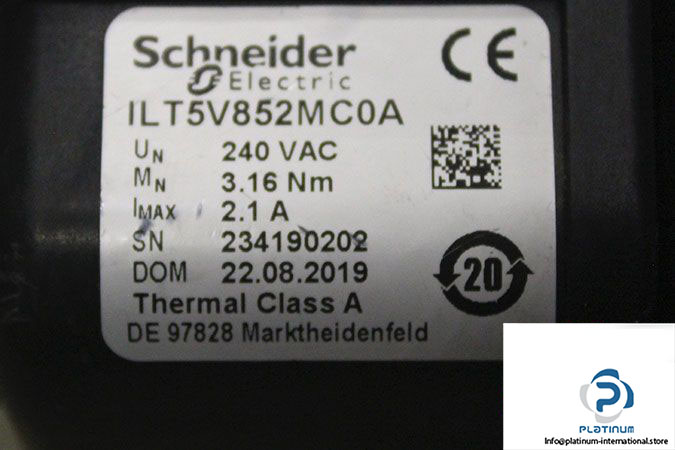 Schneider
Electric
CE
ILT5V852MC0A
UN 240 VAC
MN 3.16 Nm
IMAX 2.1 A
SN 234190202
DOM 22.08.2019
20
Thermal Class A
DE 97828 Marktheidenfeld
P
PLATINUM
Info@platinum-international.store